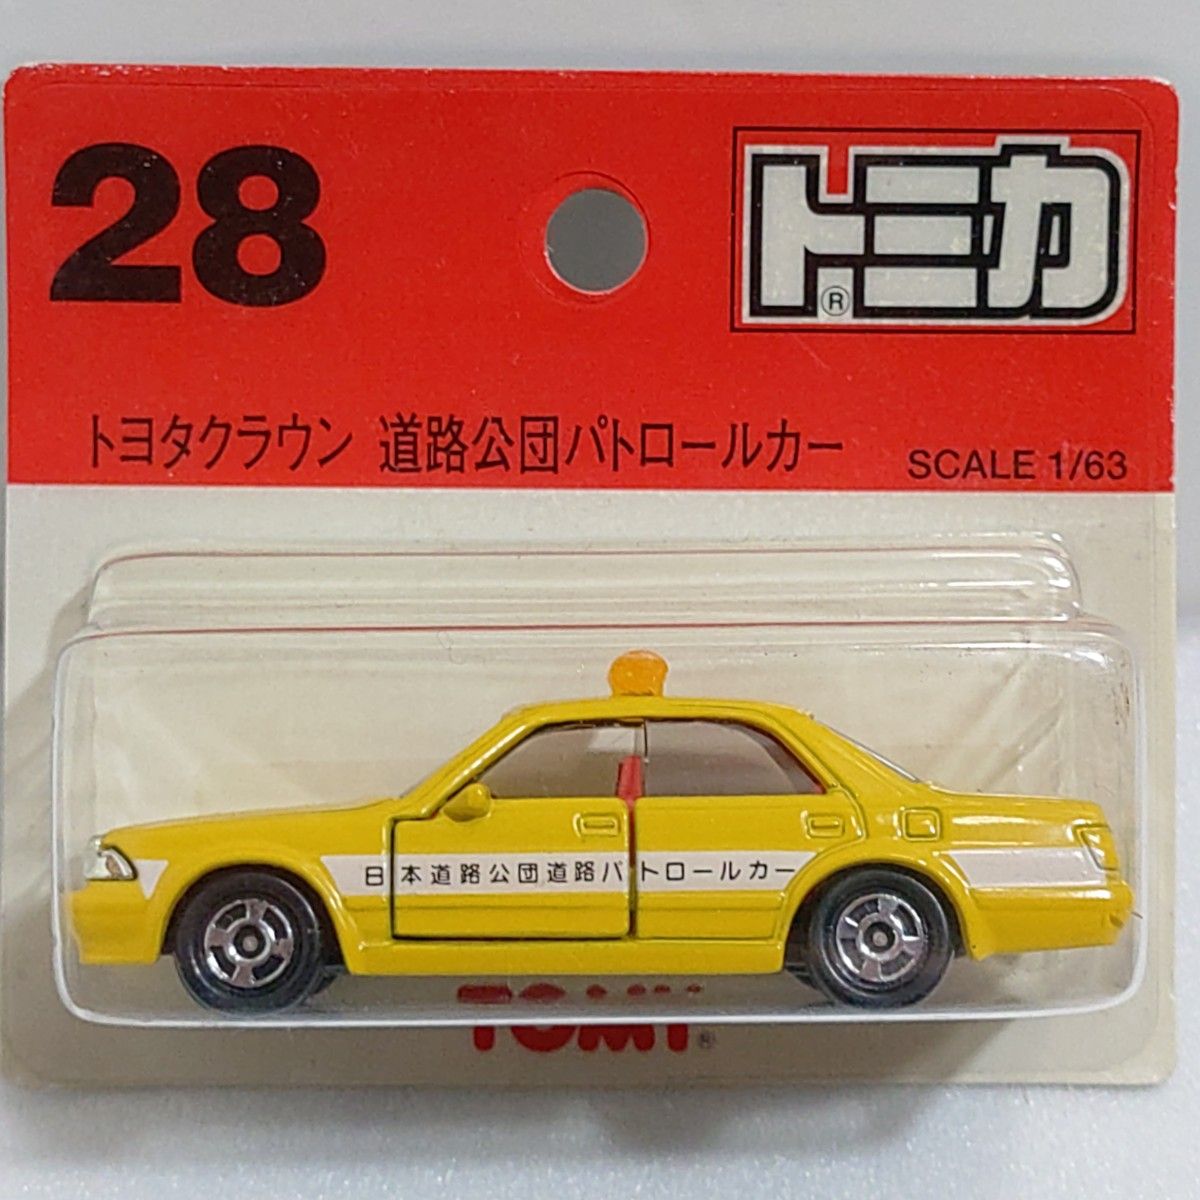 28
トミカ®
トヨタクラウン 道路公団パトロールカー
SCALE 1/63
日本道路公団道路パトロールカー
TOMY®